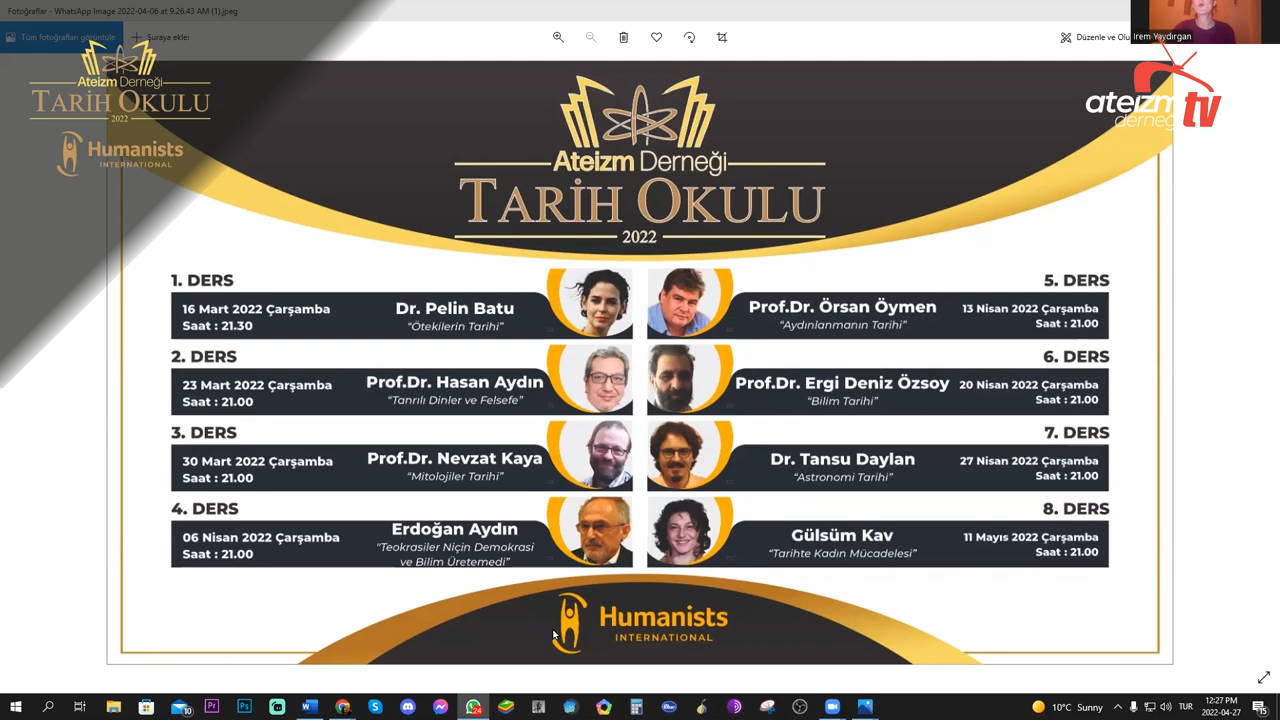 Fotoğraflar - WhatsApp Image 2022-04-06 at 9.26.43 AM (1).jpeg
Tüm fotoğrafları görüntüle
Şuraya ekle:
Düzenle ve Olu
Irem Yaydırgan
Ateizm Derneği
TARİH OKULU
2022
Humanists
INTERNATIONAL
ateizm
derneği
tv
Ateizm Derneği
TARİH OKULU
2022
1. DERS
16 Mart 2022 Çarşamba
Saat : 21.30
Dr. Pelin Batu
“Ötekilerin Tarihi”
2. DERS
23 Mart 2022 Çarşamba
Saat : 21.00
Prof.Dr. Hasan Aydın
“Tanrılı Dinler ve Felsefe”
3. DERS
30 Mart 2022 Çarşamba
Saat : 21.00
Prof.Dr. Nevzat Kaya
“Mitolojiler Tarihi”
4. DERS
06 Nisan 2022 Çarşamba
Saat : 21.00
Erdoğan Aydın
“Teokrasiler Niçin Demokrasi
ve Bilim Üretemedi”
5. DERS
Prof.Dr. Örsan Öymen
“Aydınlanmanın Tarihi”
13 Nisan 2022 Çarşamba
Saat : 21.00
6. DERS
Prof.Dr. Ergi Deniz Özsoy
“Bilim Tarihi”
20 Nisan 2022 Çarşamba
Saat : 21.00
7. DERS
Dr. Tansu Daylan
“Astronomi Tarihi”
27 Nisan 2022 Çarşamba
Saat : 21.00
8. DERS
Gülsüm Kav
“Tarihte Kadın Mücadelesi”
11 Mayıs 2022 Çarşamba
Saat : 21.00
Humanists
INTERNATIONAL
10°C Sunny
TUR
12:27 PM
2022-04-27